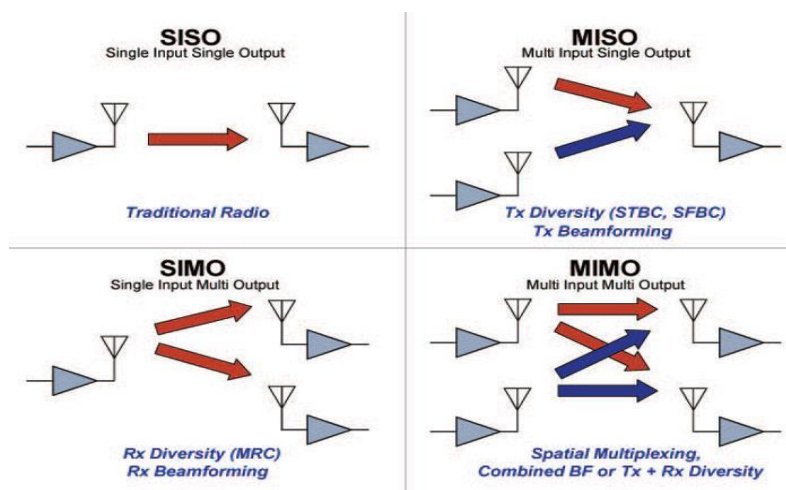 SISO
Single Input Single Output
Traditional Radio
MISO
Multi Input Single Output
Tx Diversity (STBC, SFBC)
Tx Beamforming
SIMO
Single Input Multi Output
Rx Diversity (MRC)
Rx Beamforming
MIMO
Multi Input Multi Output
Spatial Multiplexing,
Combined BF or Tx + Rx Diversity